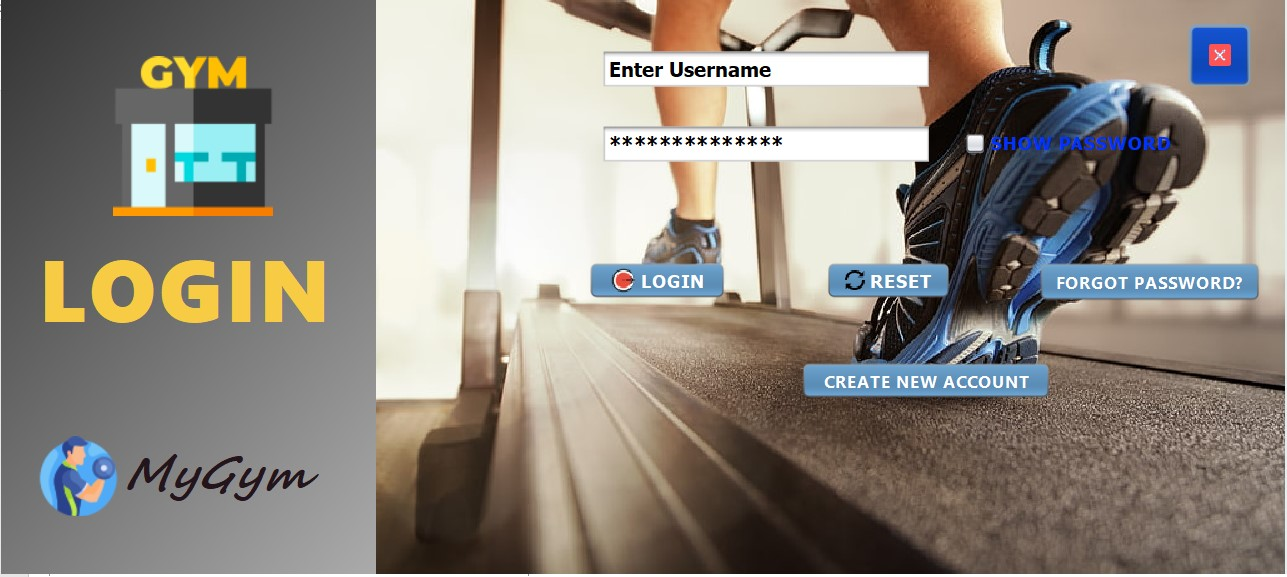 GYM
LOGIN
MyGym
Enter Username
**************
SHOW PASSWORD
LOGIN
RESET
FORGOT PASSWORD?
CREATE NEW ACCOUNT